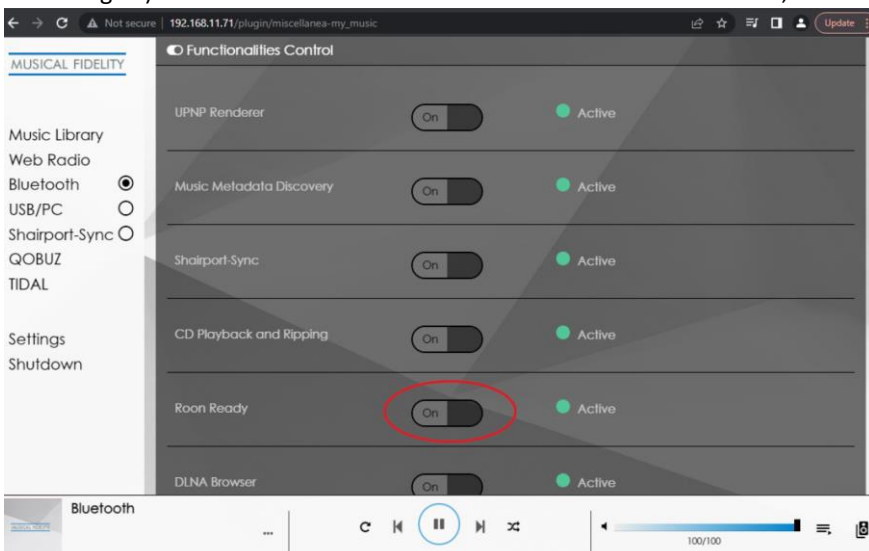 Not secure | 192.168.11.71/plugin/miscellanea-my_music
Update
MUSICAL FIDELITY
Functionalities Control
Music Library
Web Radio
Bluetooth
USB/PC
Shairport-Sync
QOBUZ
TIDAL
Settings
Shutdown
UPNP Renderer On Active
Music Metadata Discovery On Active
Shairport-Sync On Active
CD Playback and Ripping On Active
Roon Ready On Active
DLNA Browser On Active
MUSICAL FIDELITY
Bluetooth
...
100/100